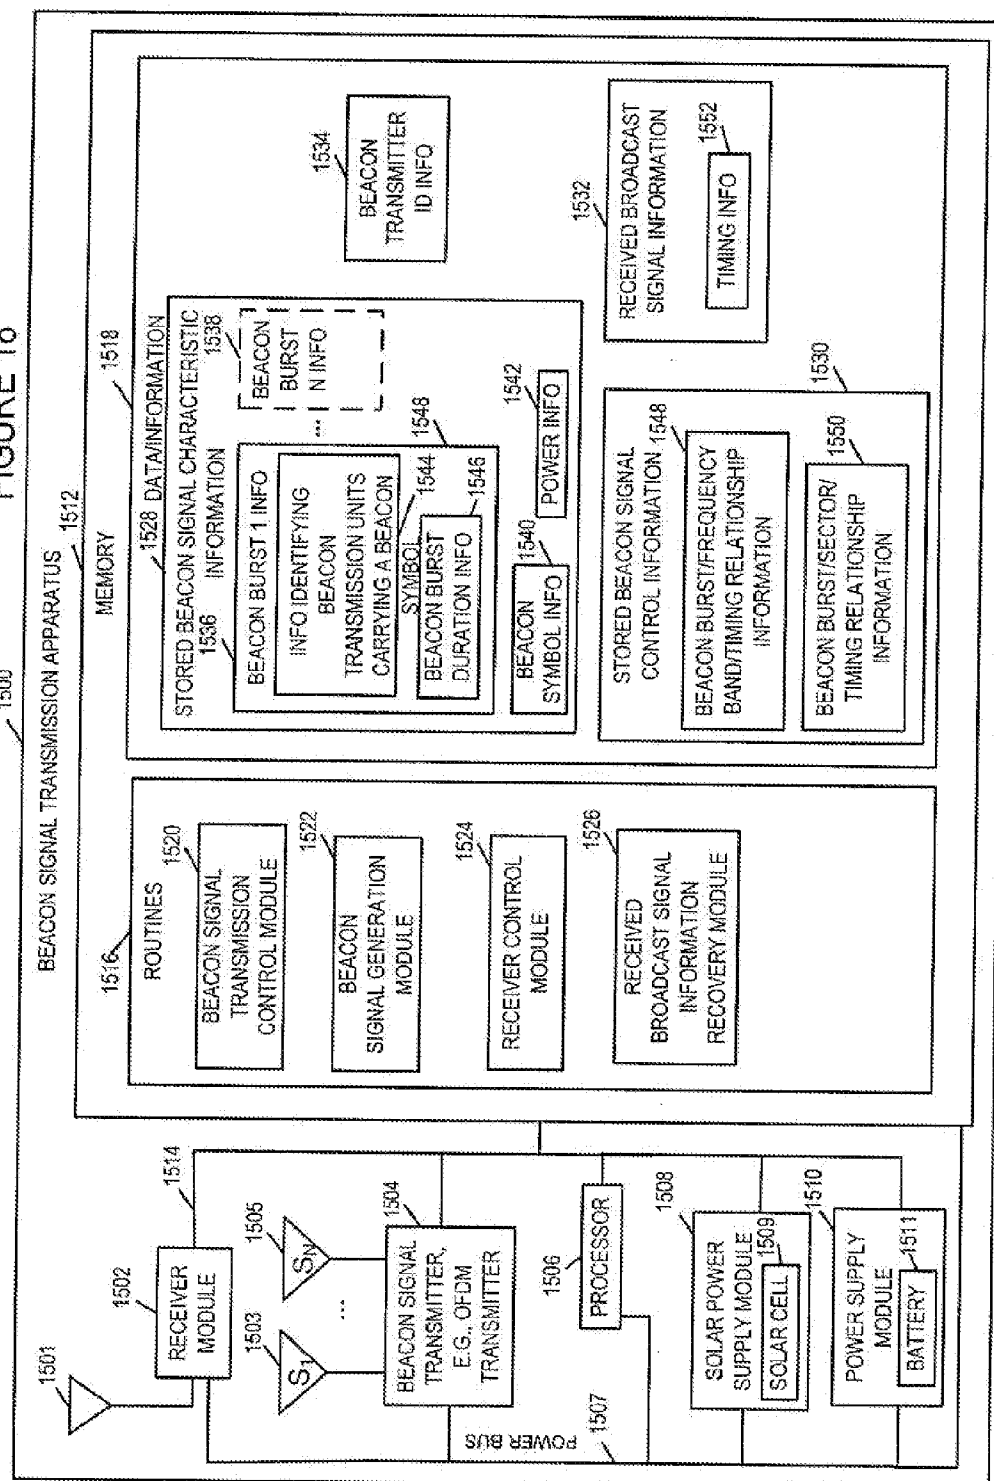 FIGURE 16
1500
BEACON SIGNAL TRANSMISSION APPARATUS
1512
MEMORY
1501
1502
RECEIVER
MODULE
1514
1503
S1
...
1505
SN
1504
BEACON SIGNAL
TRANSMITTER,
E.G., OFDM
TRANSMITTER
POWER BUS
1507
1506
PROCESSOR
1508
SOLAR POWER
SUPPLY MODULE
1509
SOLAR CELL
1510
POWER SUPPLY
MODULE
1511
BATTERY
1516
ROUTINES
1520
BEACON SIGNAL
TRANSMISSION
CONTROL MODULE
1522
BEACON
SIGNAL GENERATION
MODULE
1524
RECEIVER CONTROL
MODULE
1526
RECEIVED
BROADCAST SIGNAL
INFORMATION
RECOVERY MODULE
1518
DATA/INFORMATION
1528
STORED BEACON SIGNAL CHARACTERISTIC
INFORMATION
1536
BEACON BURST 1 INFO
INFO IDENTIFYING
BEACON
TRANSMISSION UNITS
CARRYING A BEACON
SYMBOL
1544
1548
BEACON BURST
DURATION INFO
1546
...
1538
BEACON
BURST
N INFO
1540
BEACON
SYMBOL INFO
1542
POWER INFO
1534
BEACON
TRANSMITTER
ID INFO
STORED BEACON SIGNAL
CONTROL INFORMATION
1530
1548
BEACON BURST/FREQUENCY
BAND/TIMING RELATIONSHIP
INFORMATION
1550
BEACON BURST/SECTOR/
TIMING RELATIONSHIP
INFORMATION
1532
RECEIVED BROADCAST
SIGNAL INFORMATION
1552
TIMING INFO